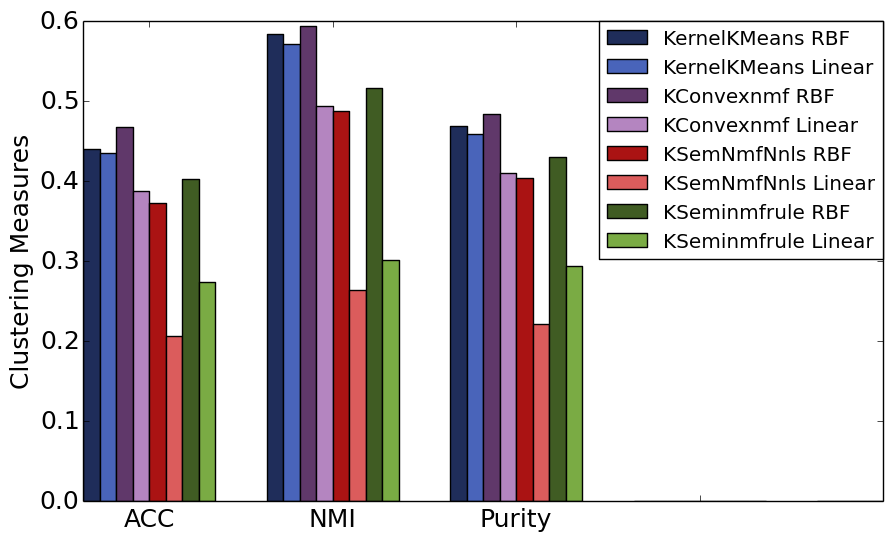 Clustering Measures
0.6
0.5
0.4
0.3
0.2
0.1
0.0
ACC
NMI
Purity
KernelKMeans RBF
KernelKMeans Linear
KConvexnmf RBF
KConvexnmf Linear
KSemNmfNnls RBF
KSemNmfNnls Linear
KSeminmfrule RBF
KSeminmfrule Linear